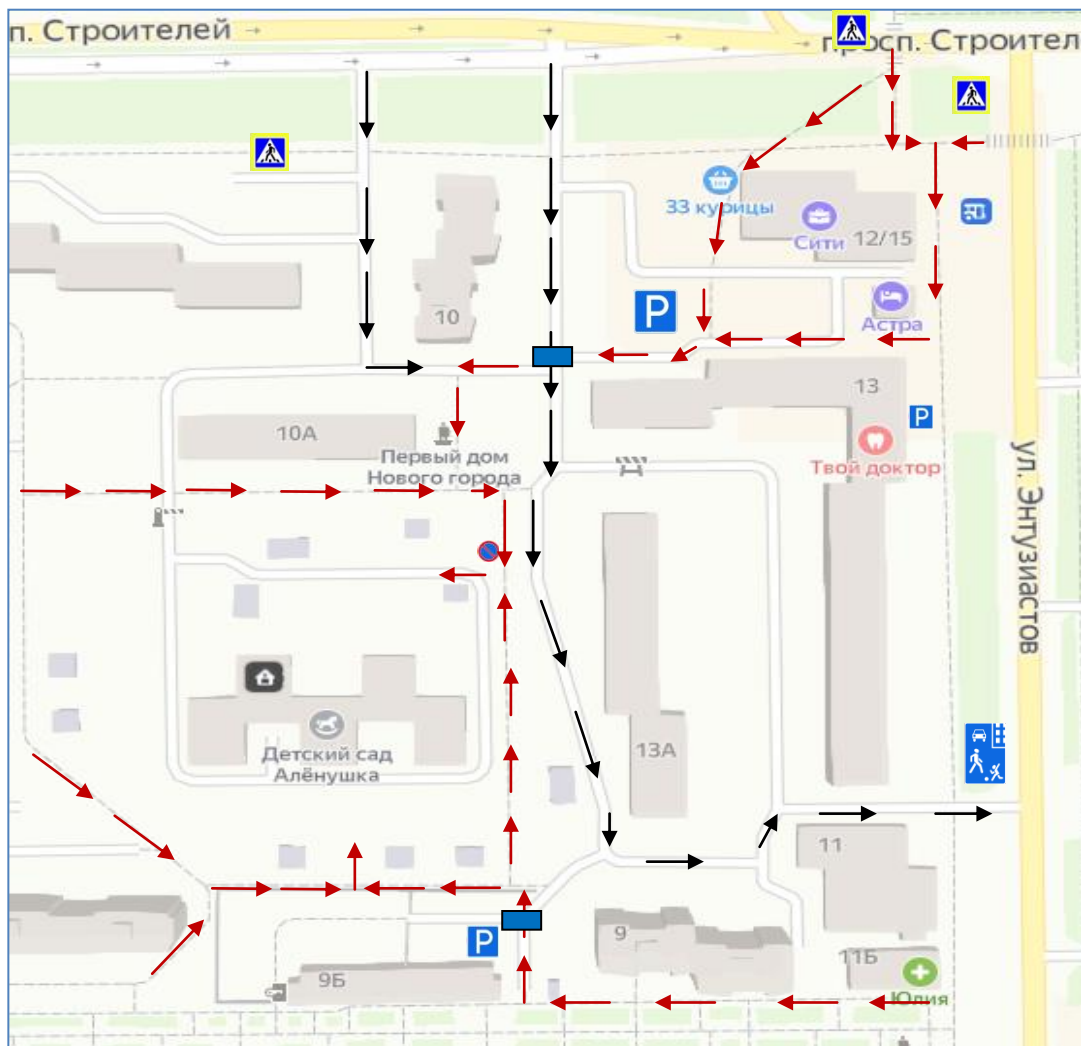 п. Строителей
просп. Строител
33 курицы
Сити
12/15
10
P
Астра
13
P
10А
Первый дом
Нового города
Твой доктор
ул. Энтузиастов
13А
Детский сад
Алёнушка
11
9
P
11Б
9Б
Юлия